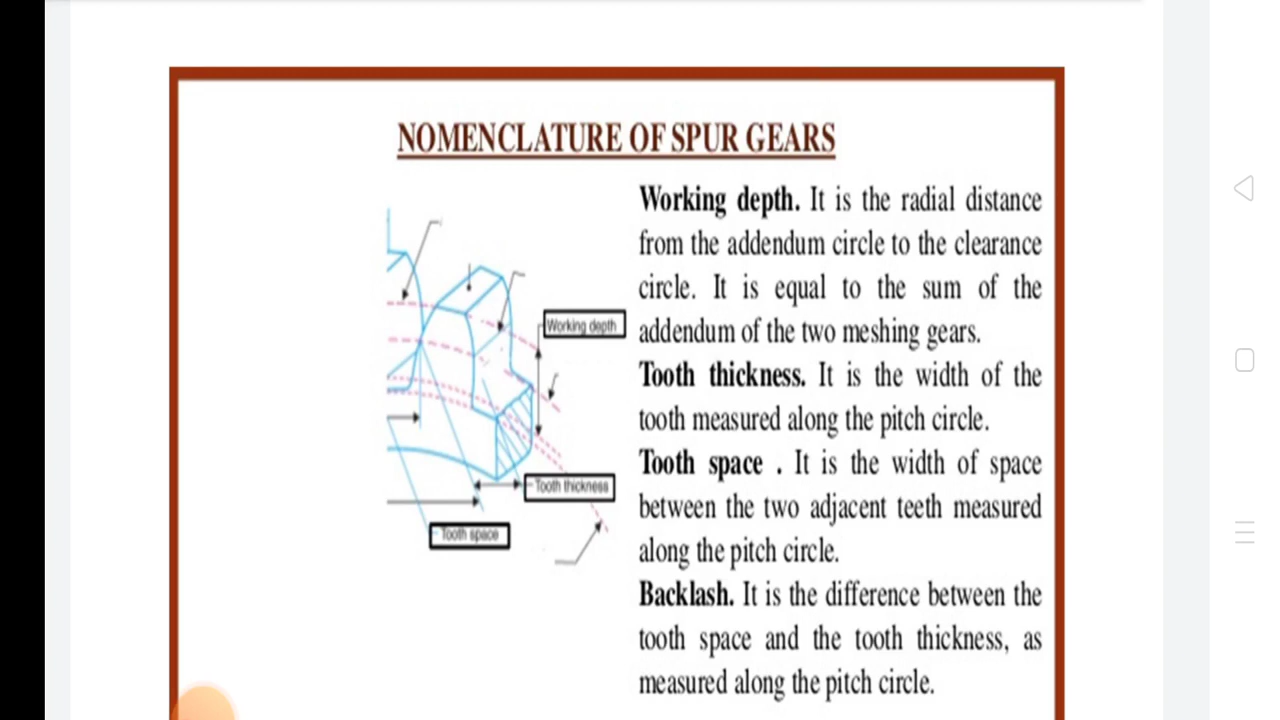 NOMENCLATURE OF SPUR GEARS
Working depth. It is the radial distance
from the addendum circle to the clearance
circle. It is equal to the sum of the
addendum of the two meshing gears.
Tooth thickness. It is the width of the
tooth measured along the pitch circle.
Tooth space . It is the width of space
between the two adjacent teeth measured
along the pitch circle.
Backlash. It is the difference between the
tooth space and the tooth thickness, as
measured along the pitch circle.
Working depth
Tooth thickness
Tooth space